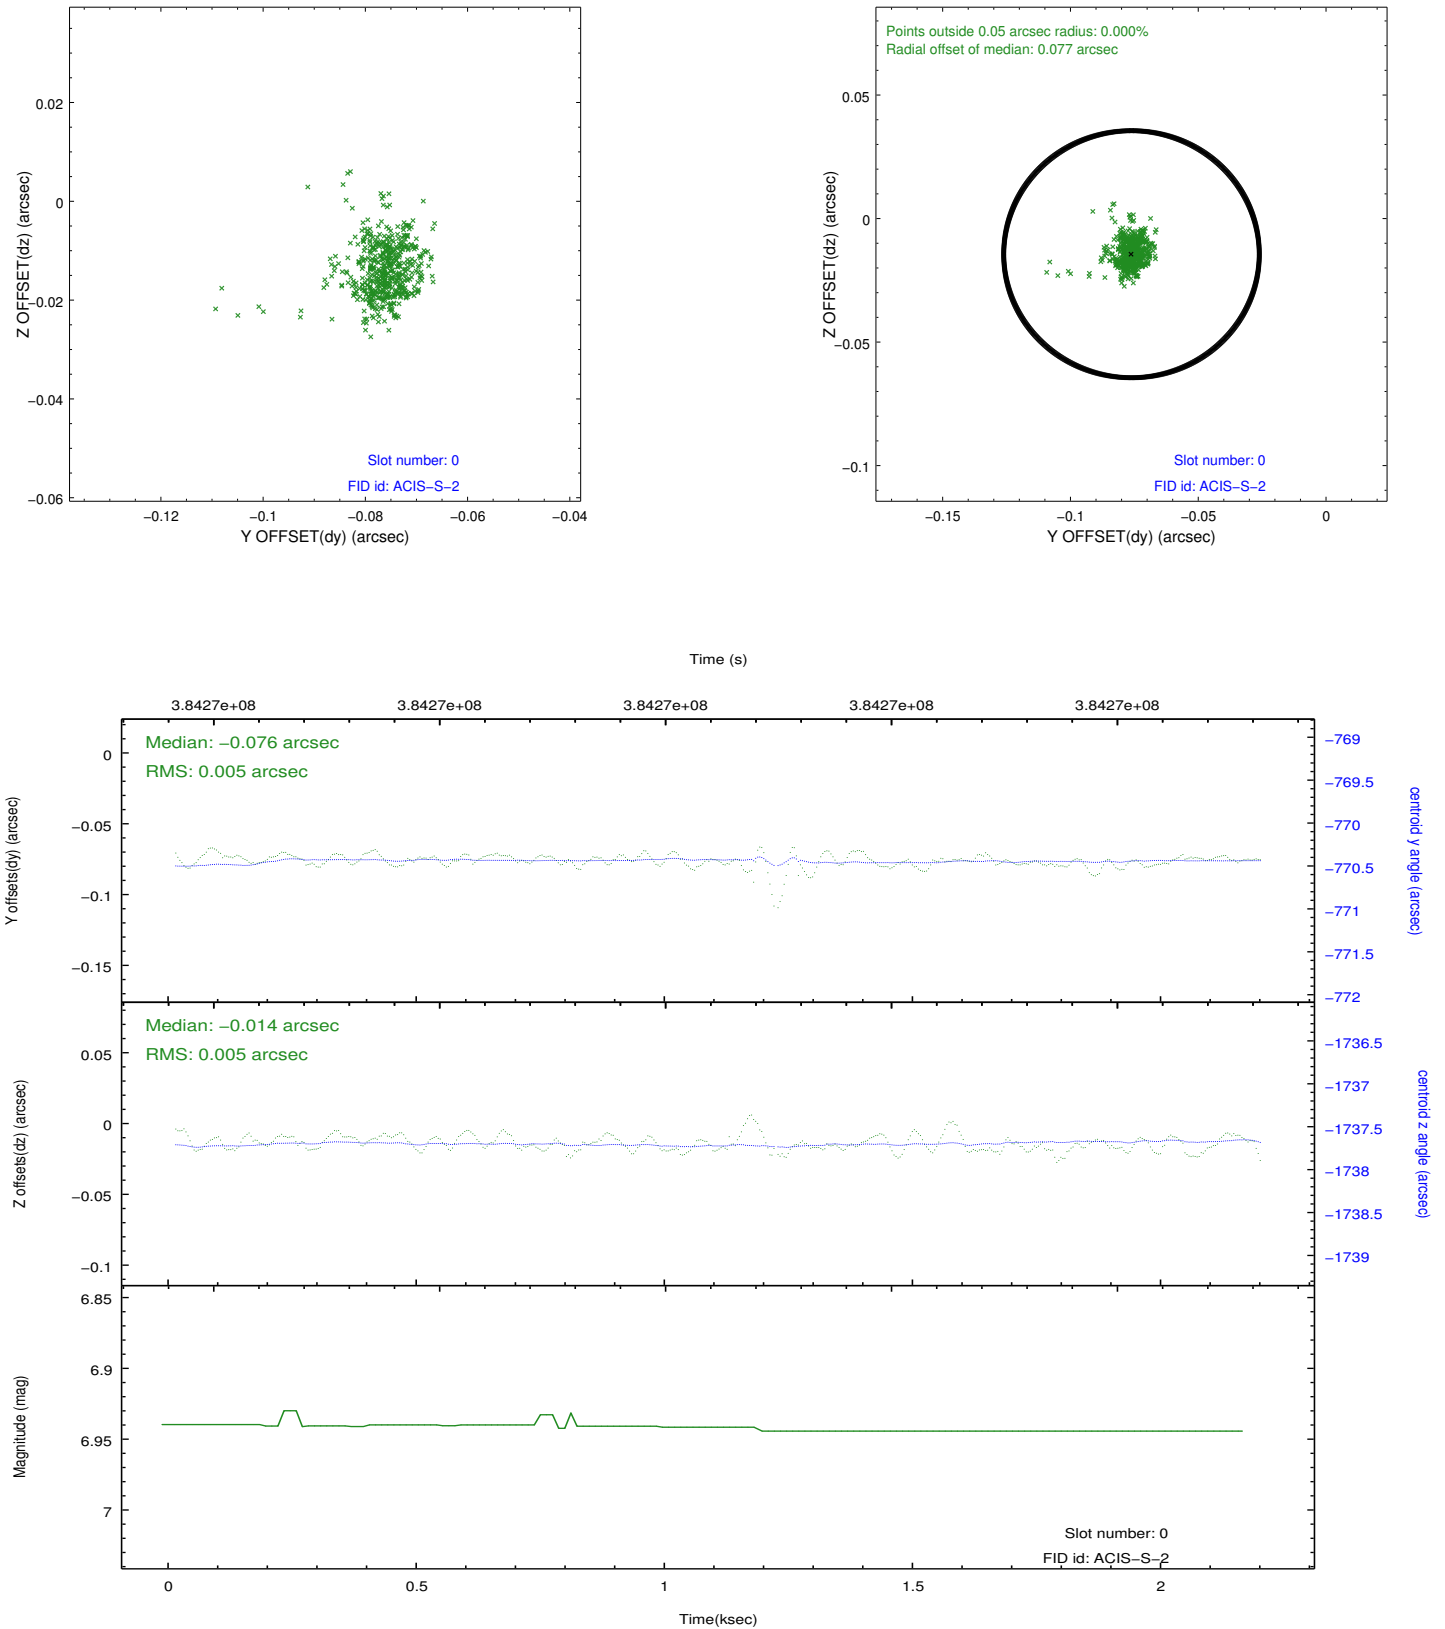 0.02
0
−0.02
−0.04
−0.06
Z OFFSET(dz) (arcsec)
Slot number: 0
FID id: ACIS−S−2
−0.12
−0.1
−0.08
−0.06
−0.04
Y OFFSET(dy) (arcsec)
Points outside 0.05 arcsec radius: 0.000%
Radial offset of median: 0.077 arcsec
0.05
0
−0.05
−0.1
Z OFFSET(dz) (arcsec)
Slot number: 0
FID id: ACIS−S−2
−0.15
−0.1
−0.05
0
Y OFFSET(dy) (arcsec)
Time (s)
3.8427e+08
3.8427e+08
3.8427e+08
3.8427e+08
3.8427e+08
Median: −0.076 arcsec
RMS: 0.005 arcsec
0
−0.05
−0.1
−0.15
Y offsets(dy) (arcsec)
−769
−769.5
−770
−770.5
−771
−771.5
−772
centroid y angle (arcsec)
Median: −0.014 arcsec
RMS: 0.005 arcsec
0.05
0
−0.05
−0.1
Z offsets(dz) (arcsec)
−1736.5
−1737
−1737.5
−1738
−1738.5
−1739
centroid z angle (arcsec)
6.85
6.9
6.95
7
Magnitude (mag)
Slot number: 0
FID id: ACIS−S−2
0
0.5
1
1.5
2
Time(ksec)